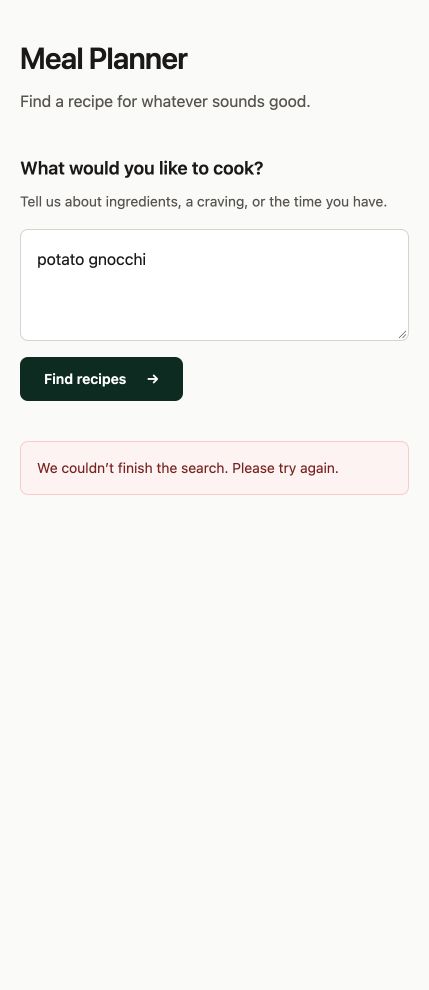 Meal Planner
Find a recipe for whatever sounds good.
What would you like to cook?
Tell us about ingredients, a craving, or the time you have.
potato gnocchi
Find recipes →
We couldn’t finish the search. Please try again.